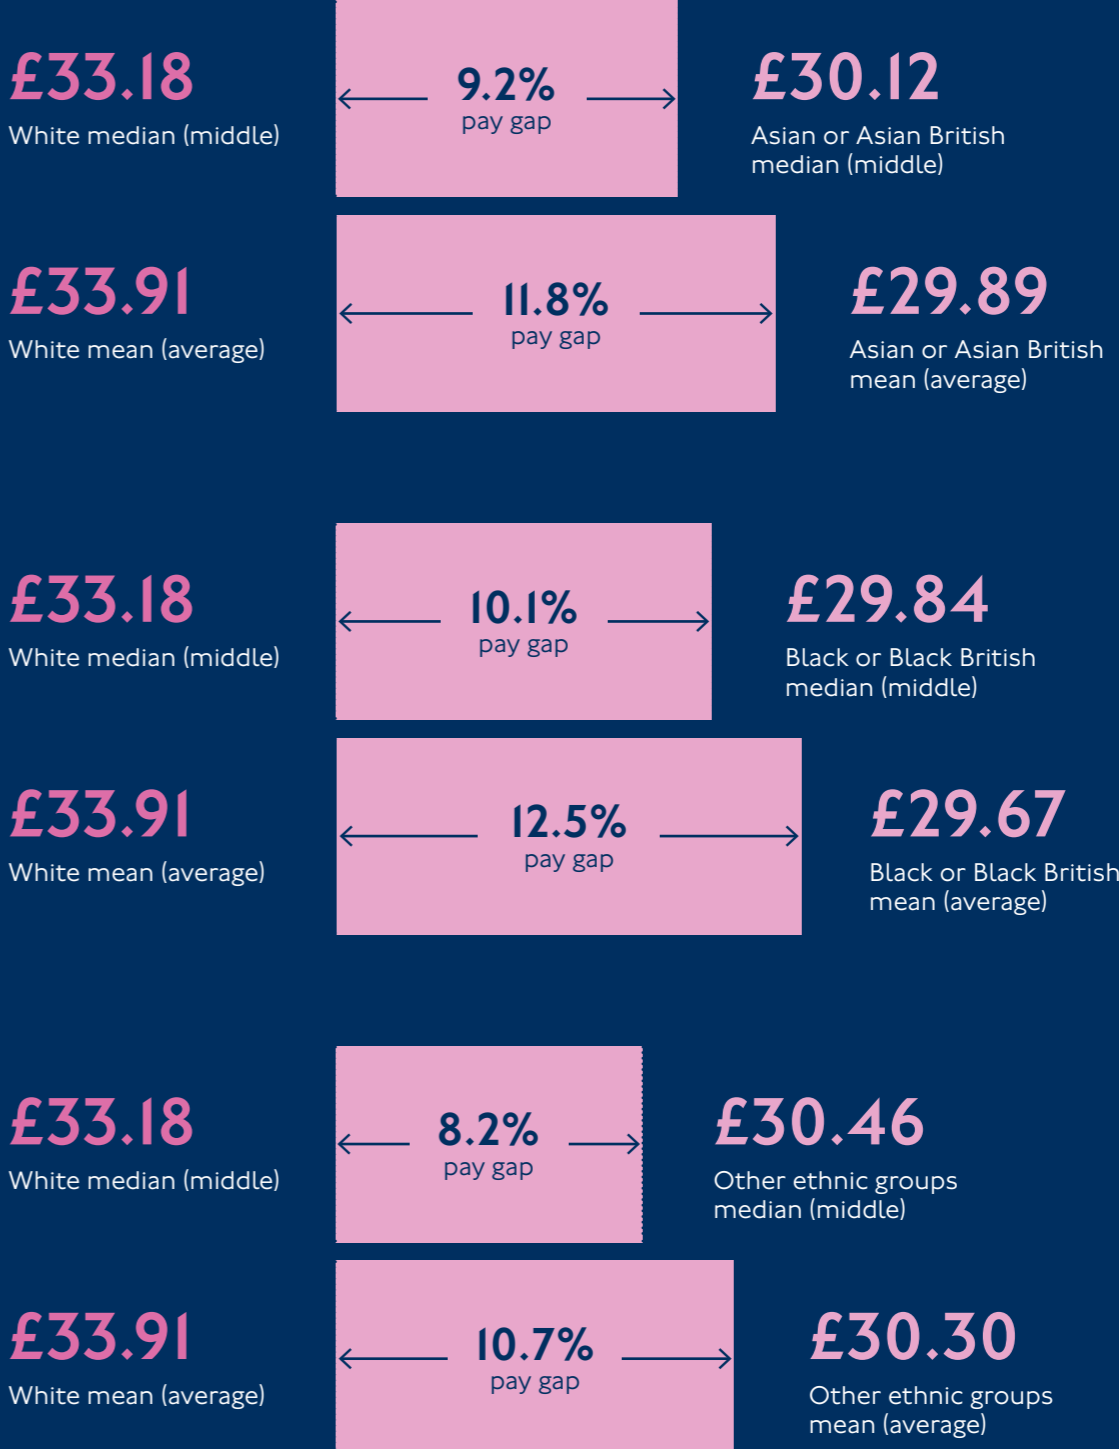 £33.18
White median (middle)
9.2%
pay gap
£30.12
Asian or Asian British
median (middle)
£33.91
White mean (average)
11.8%
pay gap
£29.89
Asian or Asian British
mean (average)
£33.18
White median (middle)
10.1%
pay gap
£29.84
Black or Black British
median (middle)
£33.91
White mean (average)
12.5%
pay gap
£29.67
Black or Black British
mean (average)
£33.18
White median (middle)
8.2%
pay gap
£30.46
Other ethnic groups
median (middle)
£33.91
White mean (average)
10.7%
pay gap
£30.30
Other ethnic groups
mean (average)